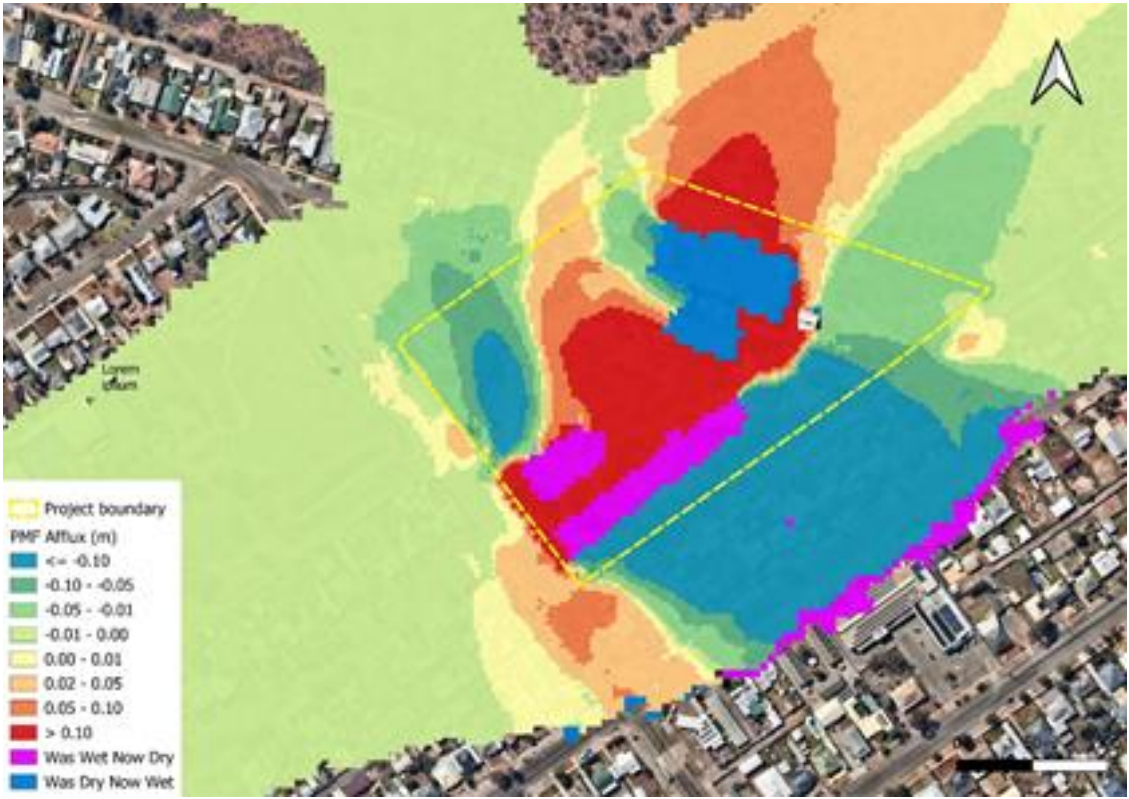 Lorem
ipsum
Project boundary
PMF Afflux (m)
<= -0.10
-0.10 - -0.05
-0.05 - -0.01
-0.01 - 0.00
0.00 - 0.01
0.02 - 0.05
0.05 - 0.10
> 0.10
Was Wet Now Dry
Was Dry Now Wet